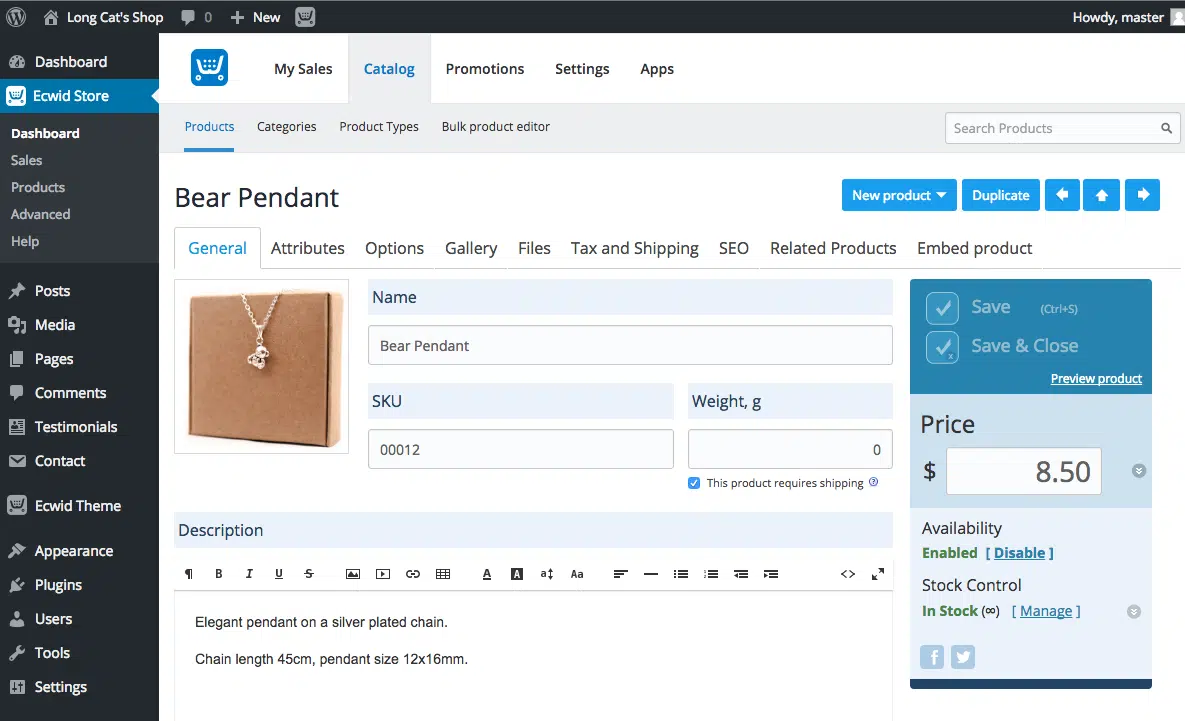 Long Cat's Shop 0 New Howdy, master
Dashboard
Ecwid Store
Dashboard
Sales
Products
Advanced
Help
Posts
Media
Pages
Comments
Testimonials
Contact
Ecwid Theme
Appearance
Plugins
Users
Tools
Settings
My Sales Catalog Promotions Settings Apps
Products Categories Product Types Bulk product editor Search Products
Bear Pendant New product Duplicate
General Attributes Options Gallery Files Tax and Shipping SEO Related Products Embed product
Name
Bear Pendant
SKU Weight, g
00012 0
This product requires shipping ?
Description
¶ B I U S A A a Aa <>
Elegant pendant on a silver plated chain.
Chain length 45cm, pendant size 12x16mm.
Save (Ctrl+S)
Save & Close
Preview product
Price
$ 8.50
Availability
Enabled [ Disable ]
Stock Control
In Stock (∞) [ Manage ]